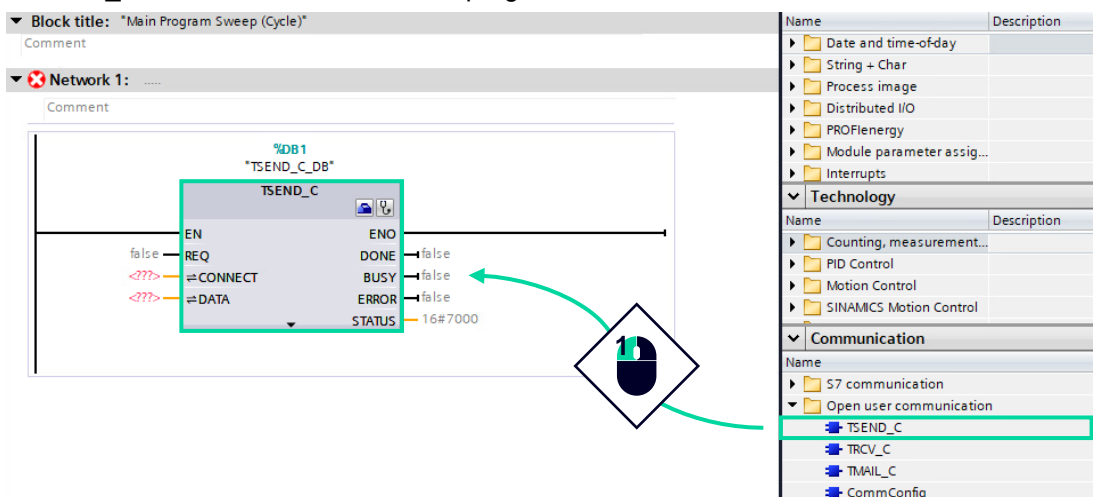 Block title: "Main Program Sweep (Cycle)"
Comment
Network 1: .....
Comment
%DB1
"TSEND_C_DB"
TSEND_C
EN ENO
false REQ DONE false
<???> CONNECT BUSY false
<???> DATA ERROR false
STATUS 16#7000
1
Name Description
Date and time-of-day
String + Char
Process image
Distributed I/O
PROFIenergy
Module parameter assig...
Interrupts
Technology
Name Description
Counting, measurement...
PID Control
Motion Control
SINAMICS Motion Control
Communication
Name
S7 communication
Open user communication
TSEND_C
TRCV_C
TMAIL_C
CommConfig